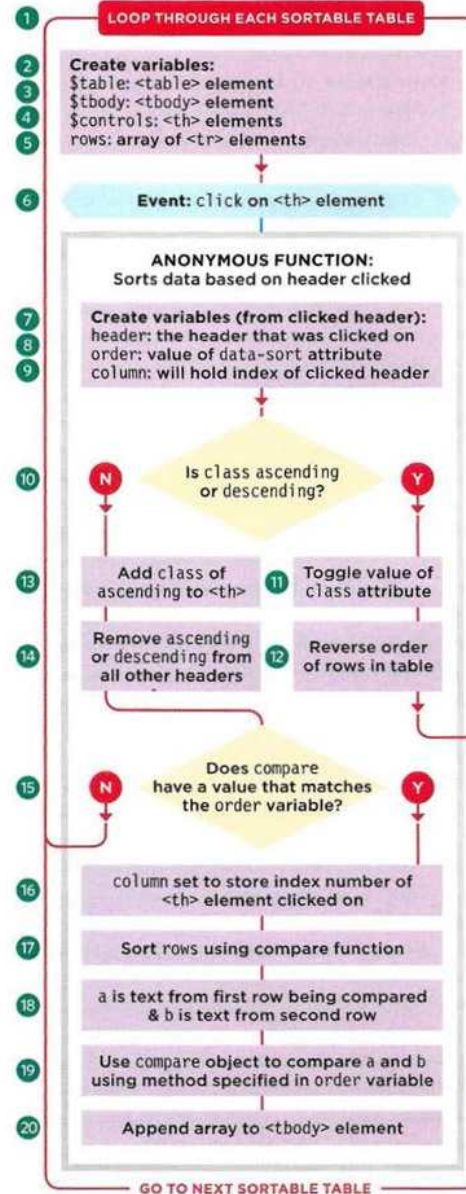 1 LOOP THROUGH EACH SORTABLE TABLE
2 Create variables:
3 $table: <table> element
$tbody: <tbody> element
4 $controls: <th> elements
5 rows: array of <tr> elements
6 Event: click on <th> element
ANONYMOUS FUNCTION:
Sorts data based on header clicked
7 Create variables (from clicked header):
8 header: the header that was clicked on
order: value of data-sort attribute
9 column: will hold index of clicked header
10 N Is class ascending Y
or descending?
13 Add class of
ascending to <th>
11 Toggle value of
class attribute
14 Remove ascending
or descending from
all other headers
12 Reverse order
of rows in table
Does compare
15 N have a value that matches Y
the order variable?
16 column set to store index number of
<th> element clicked on
17 Sort rows using compare function
18 a is text from first row being compared
& b is text from second row
19 Use compare object to compare a and b
using method specified in order variable
20 Append array to <tbody> element
GO TO NEXT SORTABLE TABLE